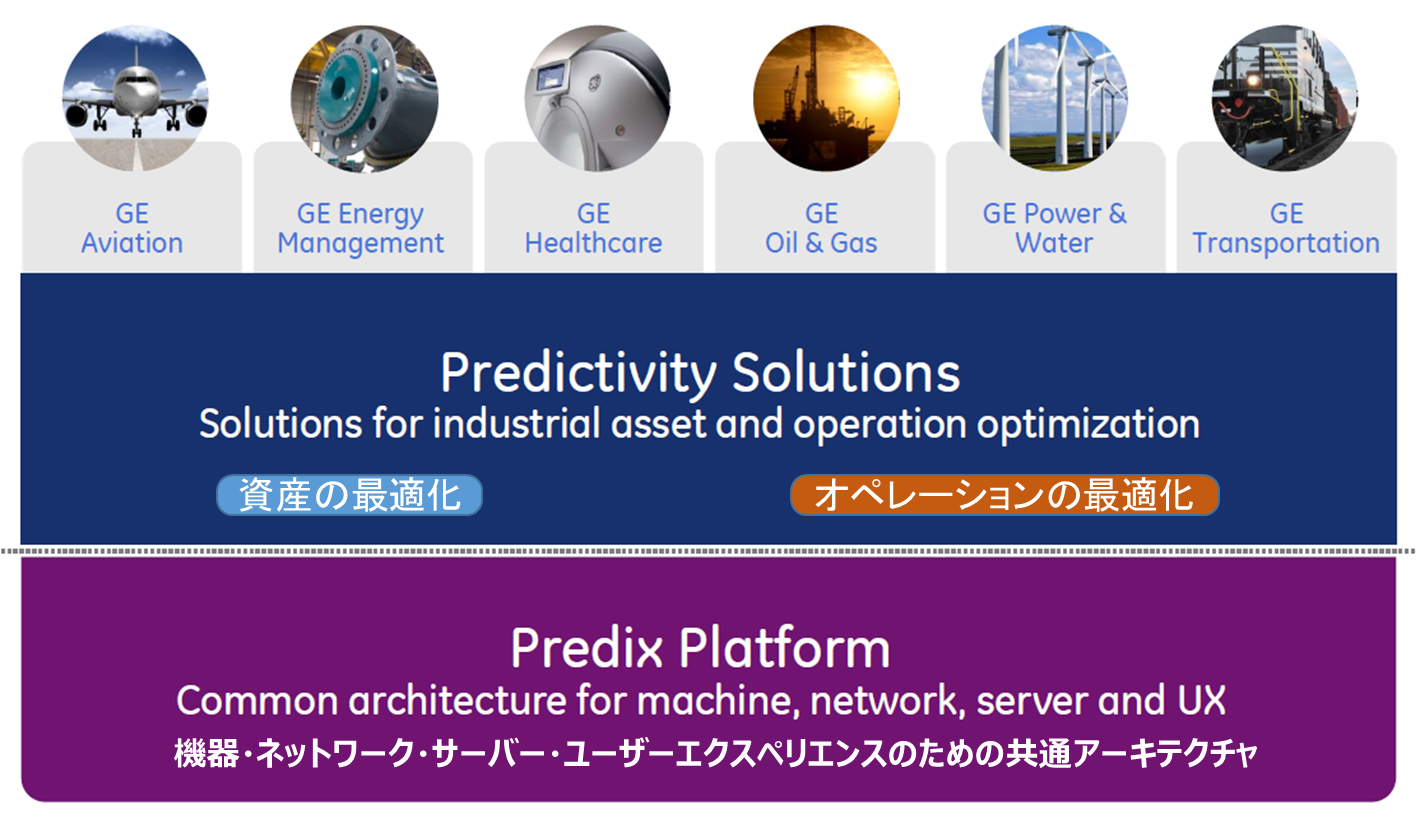 GE
Aviation
GE Energy
Management
GE
Healthcare
GE
Oil & Gas
GE Power &
Water
GE
Transportation
Predictivity Solutions
Solutions for industrial asset and operation optimization
資産の最適化
オペレーションの最適化
Predix Platform
Common architecture for machine, network, server and UX
機器・ネットワーク・サーバー・ユーザーエクスペリエンスのための共通アーキテクチャ